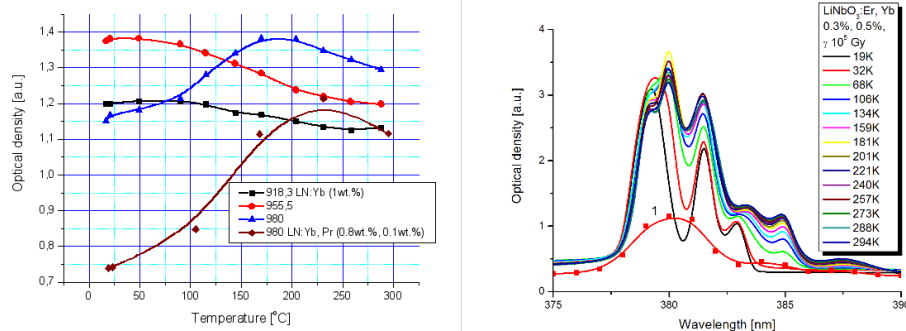 1,4
1,3
1,2
1,1
1,0
0,9
0,8
0,7
Optical density [a.u.]
0
50
100
150
200
250
300
Temperature [°C]
918,3 LN:Yb (1wt.%)
955,5
980
980 LN:Yb, Pr (0.8wt.%, 0.1wt.%)
4
3
2
1
0
Optical density [a.u.]
1
375
380
385
390
Wavelength [nm]
LiNbO₃:Er, Yb
0.3%, 0.5%,
γ 10⁵ Gy
19K
32K
68K
106K
134K
159K
181K
201K
221K
240K
257K
273K
288K
294K